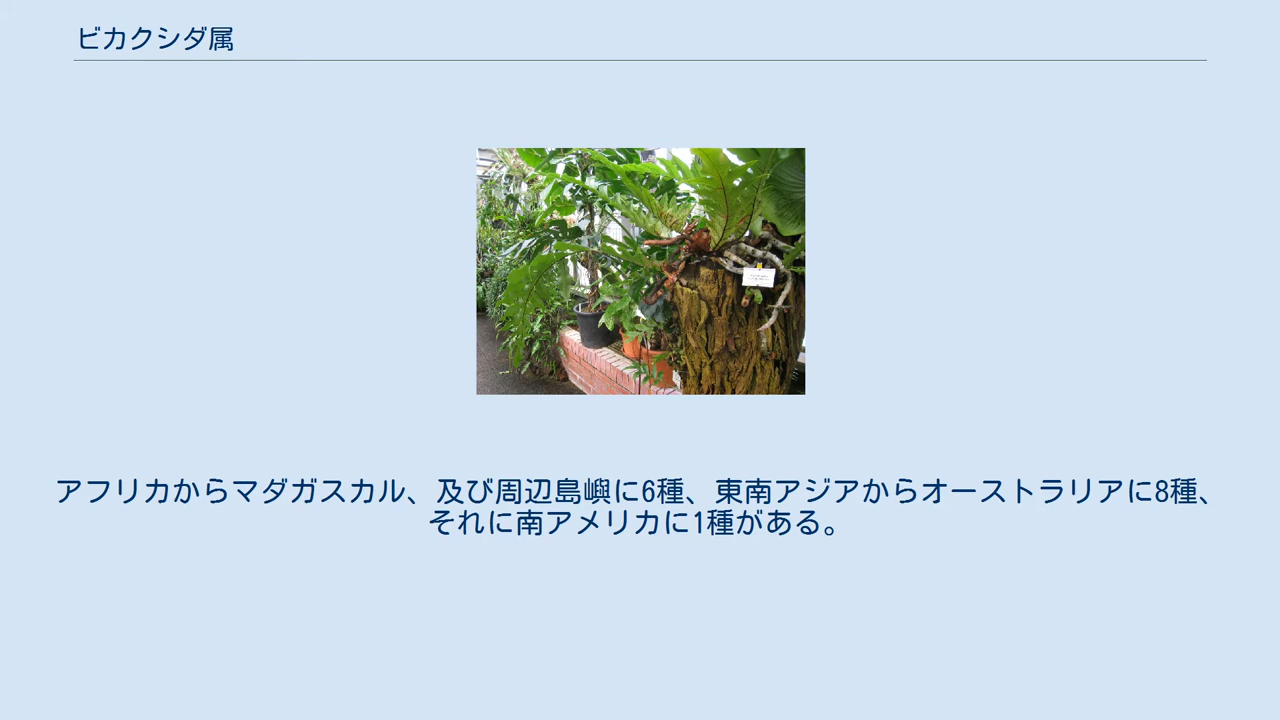 ビカクシダ属
アフリカからマダガスカル、及び周辺島嶼に6種、東南アジアからオーストラリアに8種、
それに南アメリカに1種がある。